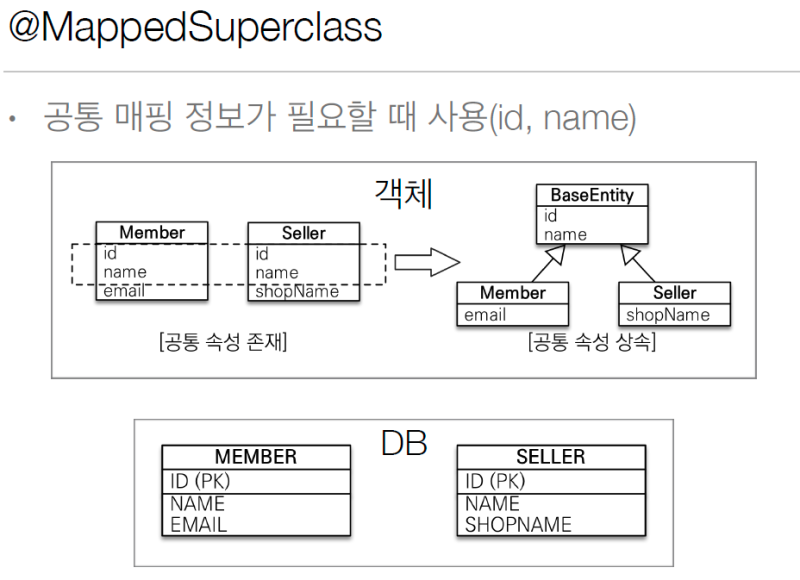 @MappedSuperclass
• 공통 매핑 정보가 필요할 때 사용(id, name)
객체
Member
id
name
email
Seller
id
name
shopName
[공통 속성 존재]
BaseEntity
id
name
Member
email
Seller
shopName
[공통 속성 상속]
DB
MEMBER
ID (PK)
NAME
EMAIL
SELLER
ID (PK)
NAME
SHOPNAME